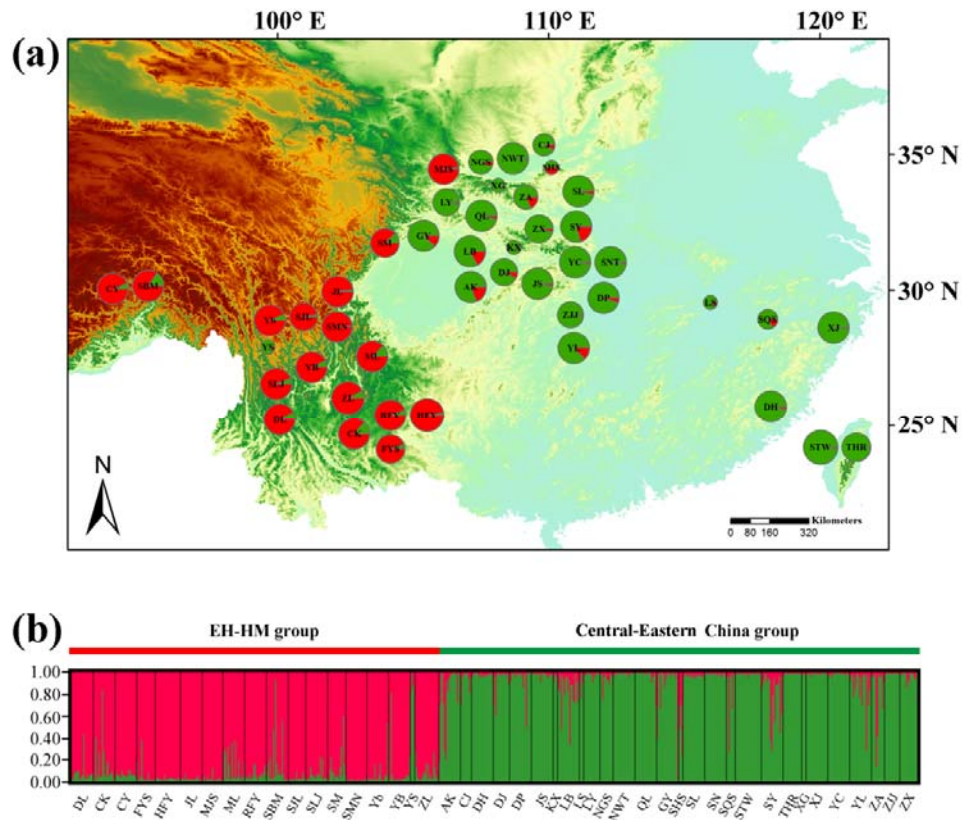 100° E 110° E 120° E
(a)
CJ
NGS NWT 35° N
MJS
XG
LY ZA SL
QL
GY ZX SY
SM
LB KX
YC SNT
DJ
CY SBM AK JS 30° N
JL
DP
LS
ZJJ SQS
YS SJL XJ
SMN
YS YL
ML
YB
SLJ
ZL DH
DL RFY HFY 25° N
CK STW THR
FYS
N
Kilometers
0 80 160 320
(b)
EH-HM group Central-Eastern China group
1.00
0.80
0.60
0.40
0.20
0.00
DL CK CY FYS HFY JL MJS ML RFY SBM SJL SLJ SM SMN YB YS ZL AK CJ DH DJ DP JS KX LB LS LY NGS NWT QL GY SHS SL SN SQS STW SY THR XG XJ YC YL ZA ZJJ ZX